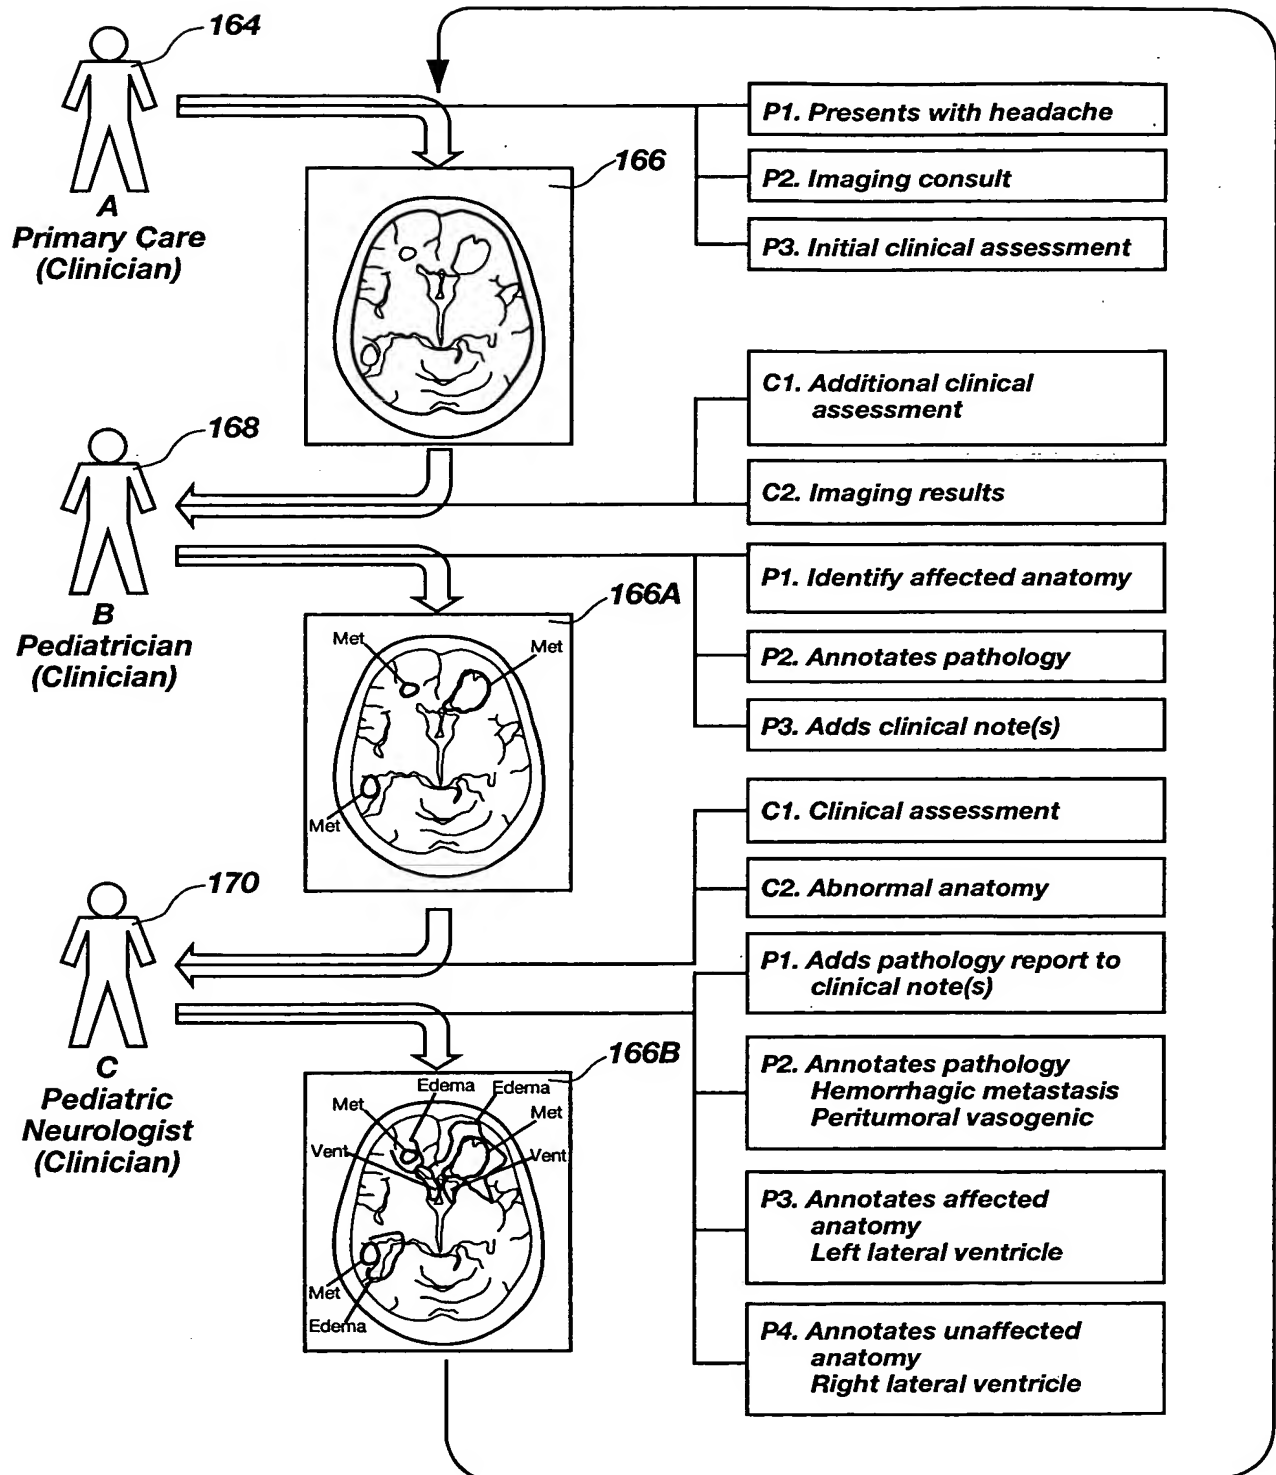 164
A
Primary Care
(Clinician)
166
P1. Presents with headache
P2. Imaging consult
P3. Initial clinical assessment
C1. Additional clinical
assessment
C2. Imaging results
168
B
Pediatrician
(Clinician)
166A
Met
Met
Met
P1. Identify affected anatomy
P2. Annotates pathology
P3. Adds clinical note(s)
C1. Clinical assessment
C2. Abnormal anatomy
170
C
Pediatric
Neurologist
(Clinician)
166B
Edema
Edema
Met
Met
Vent
Vent
Met
Edema
P1. Adds pathology report to
clinical note(s)
P2. Annotates pathology
Hemorrhagic metastasis
Peritumoral vasogenic
P3. Annotates affected
anatomy
Left lateral ventricle
P4. Annotates unaffected
anatomy
Right lateral ventricle